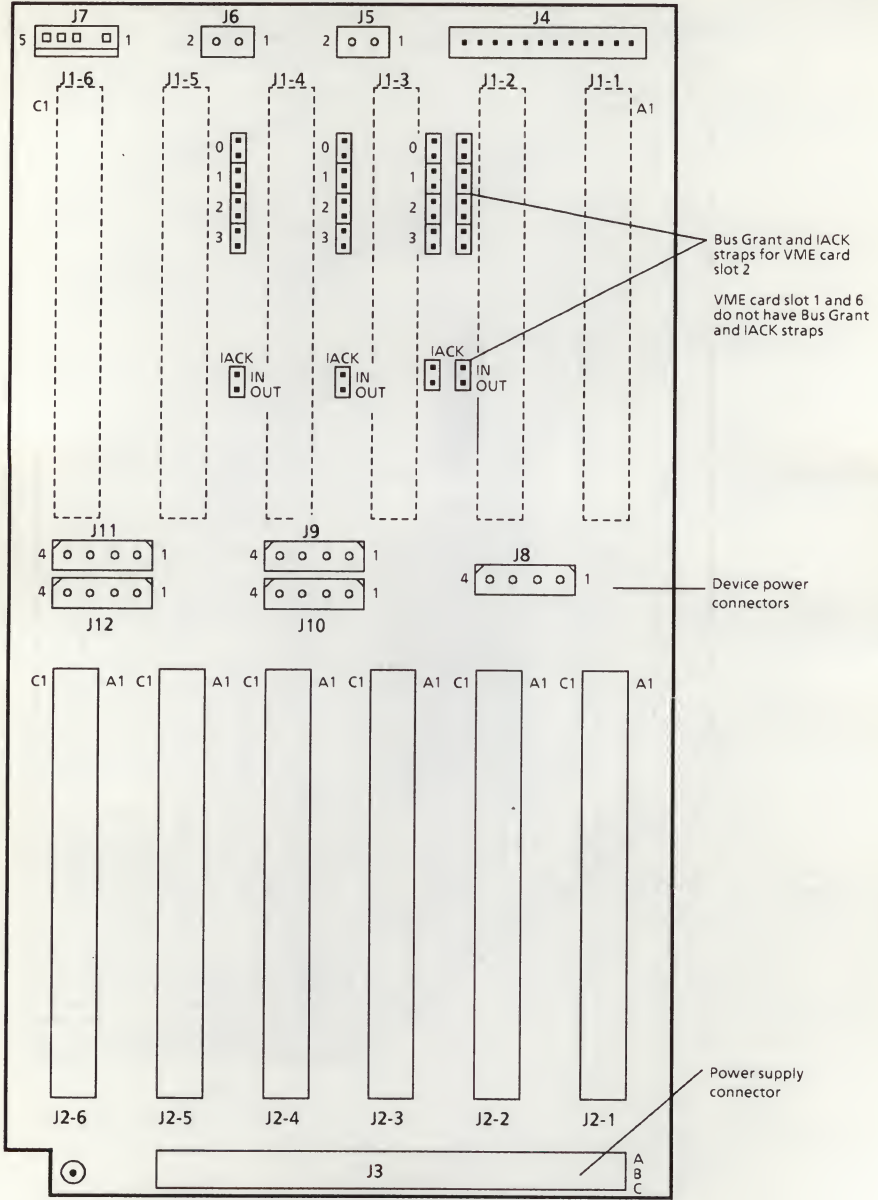 J7 J6 J5 J4
5 1 2 1 2 1
J1-6 J1-5 J1-4 J1-3 J1-2 J1-1
C1 A1
0 0 0
1 1 1
2 2 2
3 3 3
Bus Grant and IACK
straps for VME card
slot 2
VME card slot 1 and 6
do not have Bus Grant
and IACK straps
IACK IACK IACK
IN IN IN
OUT OUT OUT
J11 J9 J8
4 1 4 1 4 1
4 1 4 1
J12 J10
Device power
connectors
C1 A1 C1 A1 C1 A1 C1 A1 C1 A1 C1 A1
Power supply
connector
J2-6 J2-5 J2-4 J2-3 J2-2 J2-1
J3
A
B
C